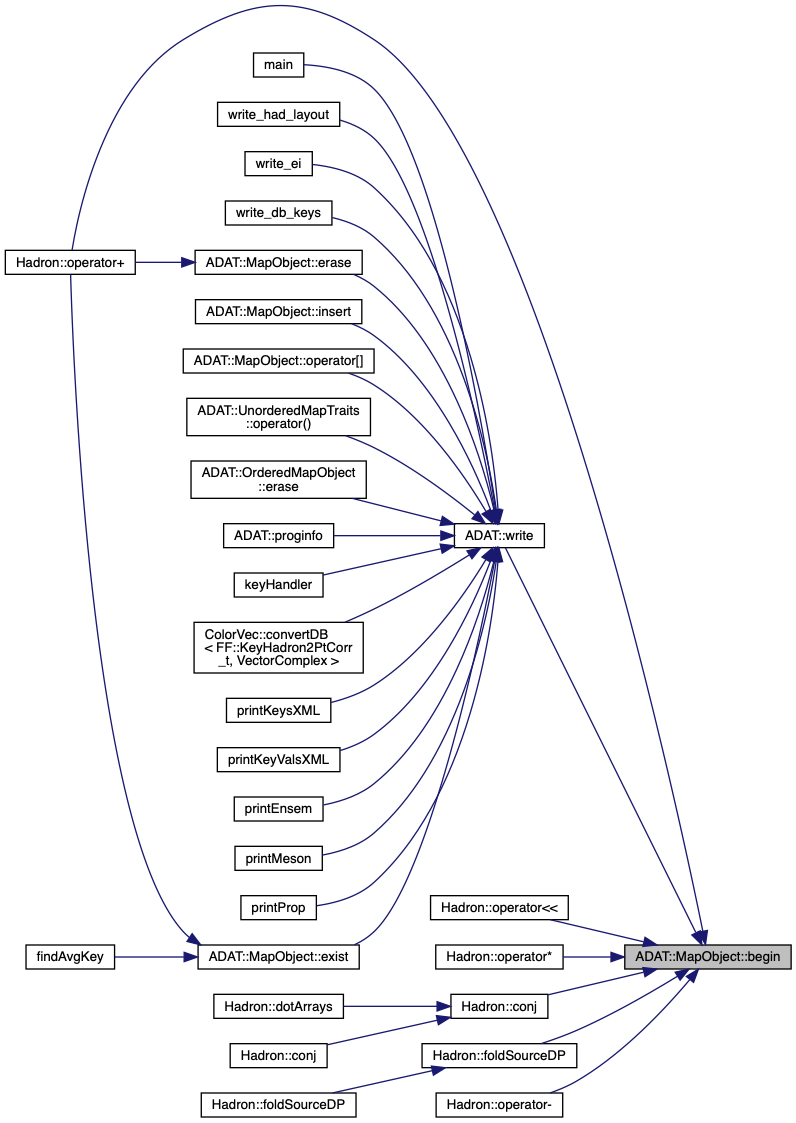 main
write_had_layout
write_ei
write_db_keys
Hadron::operator+
ADAT::MapObject::erase
ADAT::MapObject::insert
ADAT::MapObject::operator[]
ADAT::UnorderedMapTraits
::operator()
ADAT::OrderedMapObject
::erase
ADAT::proginfo
ADAT::write
keyHandler
ColorVec::convertDB
< FF::KeyHadron2PtCorr
_t, VectorComplex >
printKeysXML
printKeyValsXML
printEnsem
printMeson
printProp
Hadron::operator<<
findAvgKey
ADAT::MapObject::exist
Hadron::operator*
ADAT::MapObject::begin
Hadron::dotArrays
Hadron::conj
Hadron::conj
Hadron::foldSourceDP
Hadron::foldSourceDP
Hadron::operator-